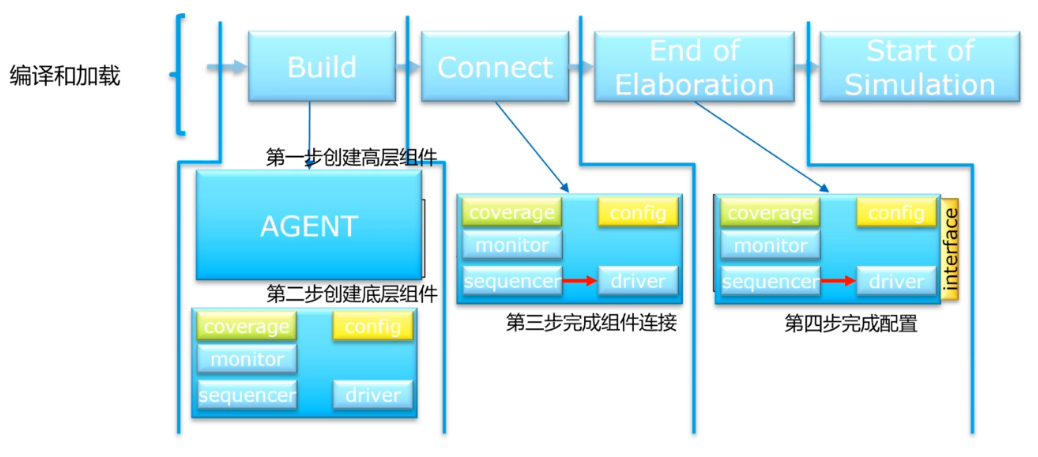 编译和加载
Build
Connect
End of
Elaboration
Start of
Simulation
第一步创建高层组件
AGENT
第二步创建底层组件
coverage
config
monitor
sequencer
driver
coverage
config
monitor
sequencer
driver
第三步完成组件连接
coverage
config
monitor
sequencer
driver
interface
第四步完成配置